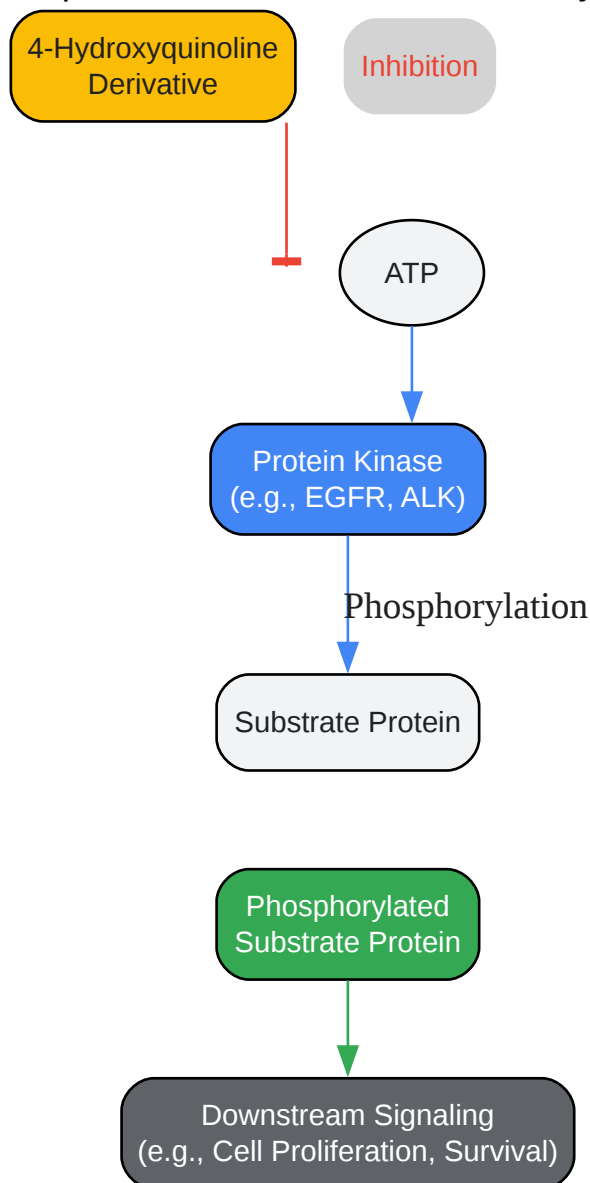 4-Hydroxyquinoline
Derivative
Inhibition
ATP
Protein Kinase
(e.g., EGFR, ALK)
Phosphorylation
Substrate Protein
Phosphorylated
Substrate Protein
Downstream Signaling
(e.g., Cell Proliferation, Survival)